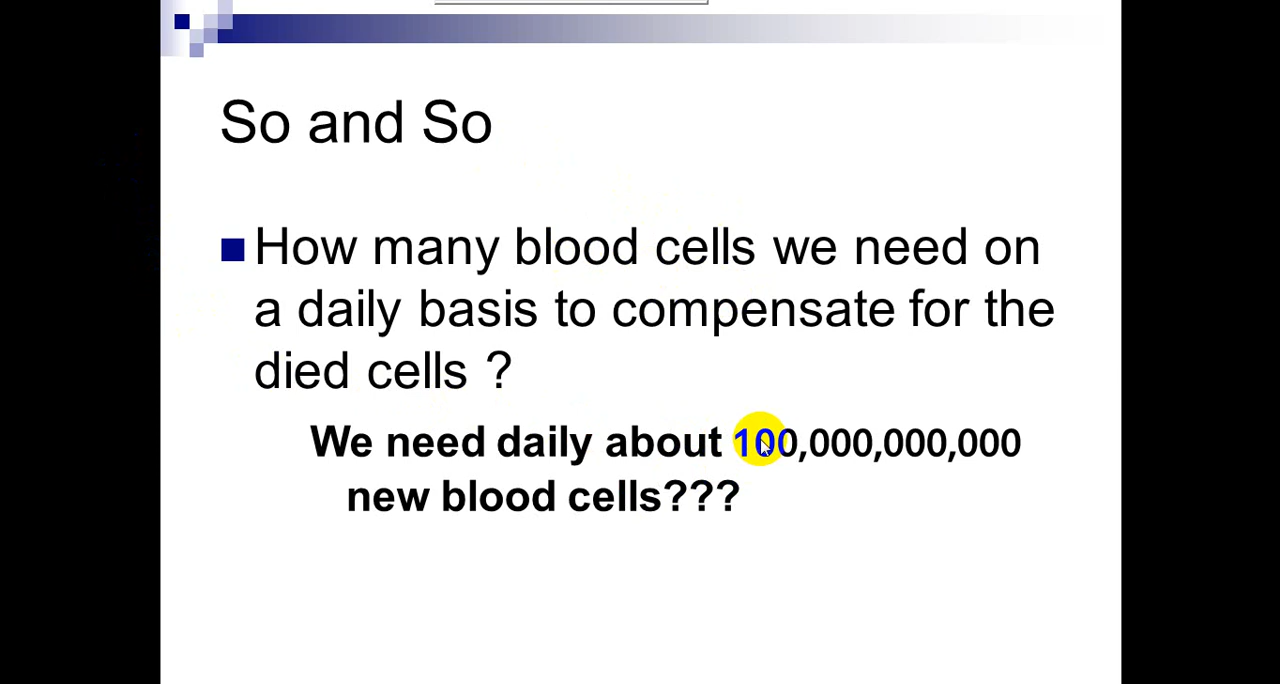 So and So
How many blood cells we need on
a daily basis to compensate for the
died cells ?
We need daily about 100,000,000,000
new blood cells???